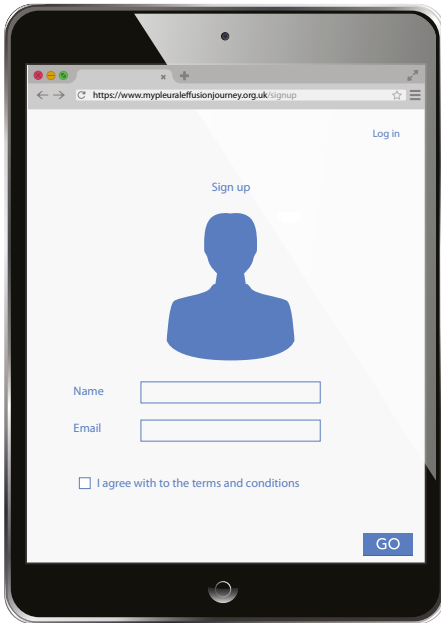 https://www.mypleuraleffusionjourney.org.uk/signup
Log in
Sign up
Name
Email
I agree with to the terms and conditions
GO